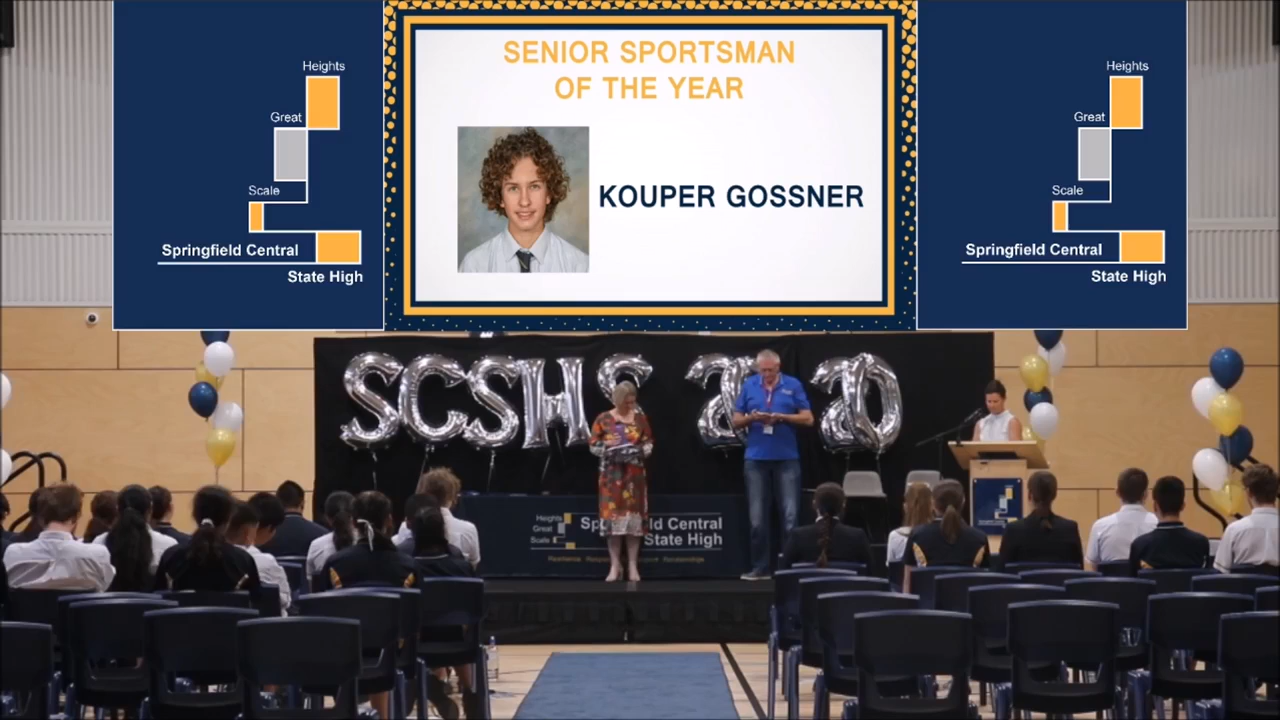 Heights
Great
Scale
Springfield Central
State High
SENIOR SPORTSMAN
OF THE YEAR
KOUPER GOSSNER
Heights
Great
Scale
Springfield Central
State High
SCSHS 2020
Heights
Great
Scale
Springfield Central
State High